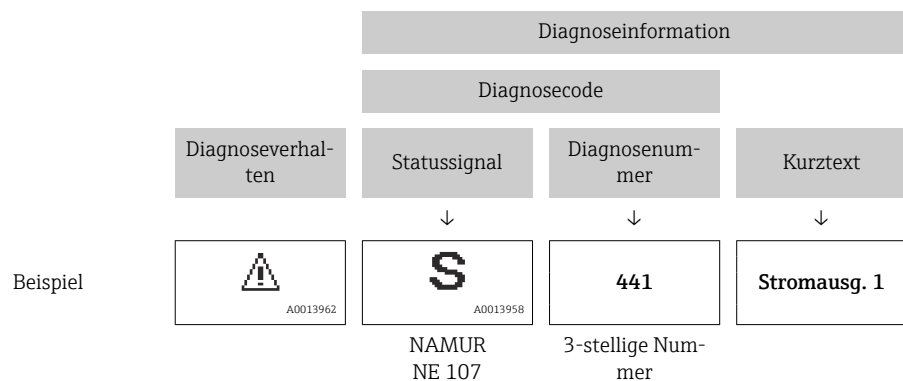 Diagnoseinformation
Diagnosecode
Diagnoseverhal-
ten
Statussignal
Diagnosenum-
mer
Kurztext
↓ ↓ ↓
Beispiel
A0013962
S
A0013958
441
Stromausg. 1
NAMUR
NE 107
3-stellige Num-
mer